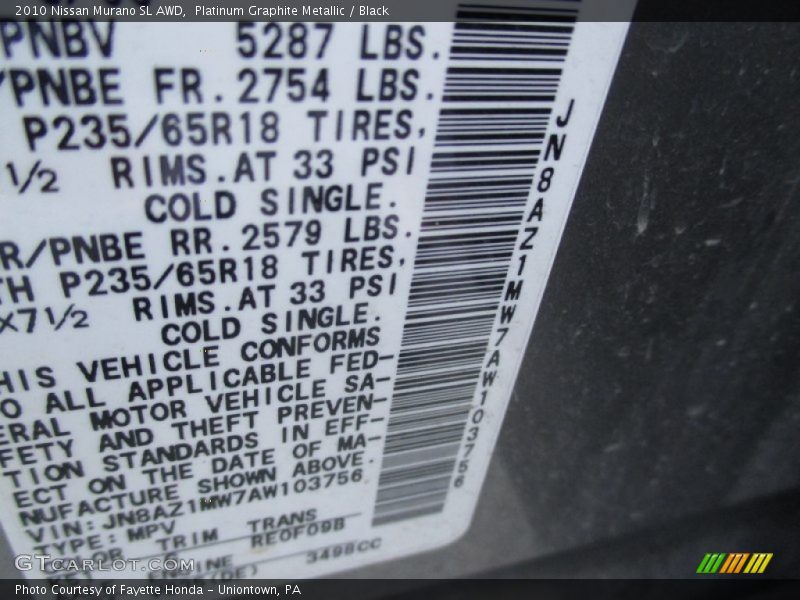 2010 Nissan Murano SL AWD, Platinum Graphite Metallic / Black
PNBV 5287 LBS.
/PNBE FR. 2754 LBS.
P235/65R18 TIRES,
1/2 RIMS. AT 33 PSI
COLD SINGLE.
R/PNBE RR. 2579 LBS.
TH P235/65R18 TIRES,
x7 1/2 RIMS. AT 33 PSI
COLD SINGLE.
HIS VEHICLE CONFORMS
O ALL APPLICABLE FED-
ERAL MOTOR VEHICLE SA-
FETY AND THEFT PREVEN-
TION STANDARDS IN EFF-
ECT ON THE DATE OF MA-
NUFACTURE SHOWN ABOVE.
VIN: JN8AZ1MW7AW103756
TYPE: MPV
TRIM TRANS
RE0F09B
ENGINE 3498CC
JN8AZ1MW7AW103756
GTCarLot.com
Photo Courtesy of Fayette Honda - Uniontown, PA